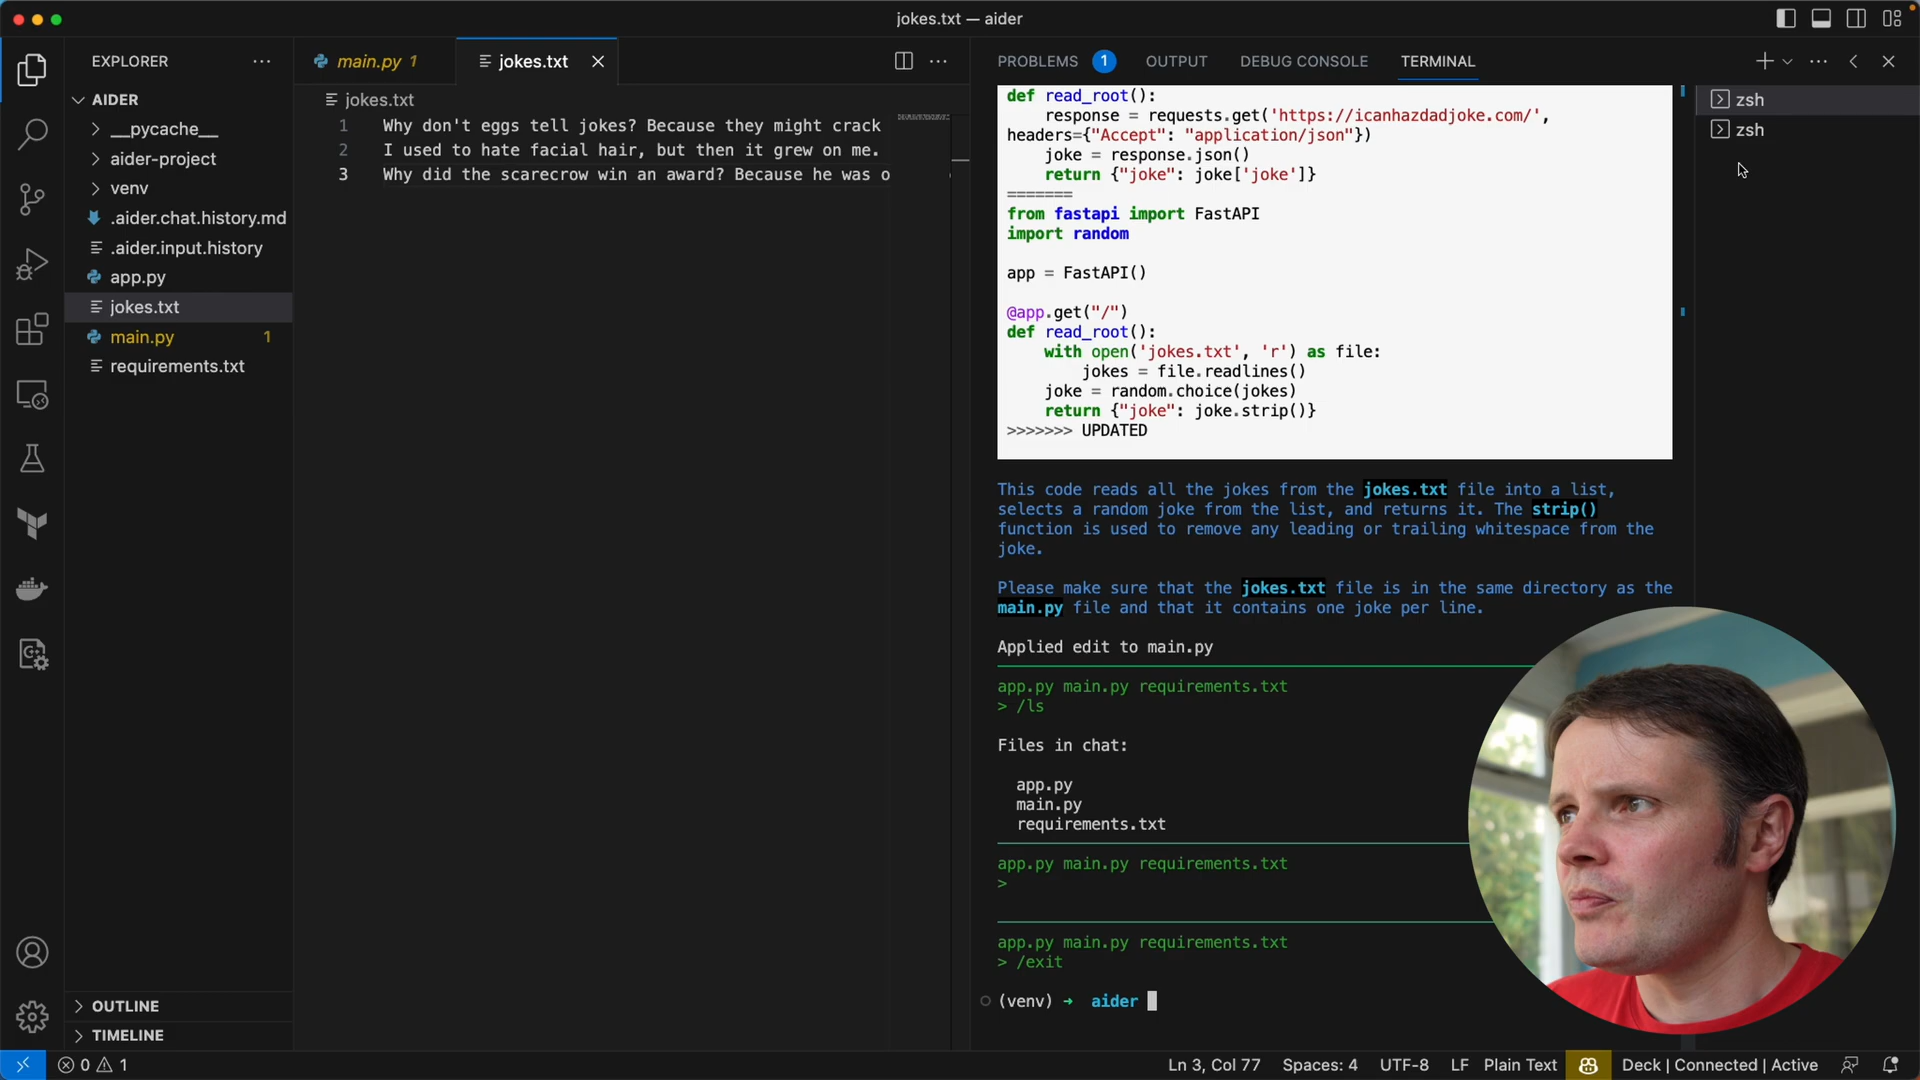 jokes.txt — aider
EXPLORER
AIDER
__pycache__
aider-project
venv
.aider.chat.history.md
.aider.input.history
app.py
jokes.txt
main.py 1
requirements.txt
OUTLINE
TIMELINE
main.py 1
jokes.txt
jokes.txt
1 Why don't eggs tell jokes? Because they might crack
2 I used to hate facial hair, but then it grew on me.
3 Why did the scarecrow win an award? Because he was o
PROBLEMS 1 OUTPUT DEBUG CONSOLE TERMINAL
def read_root():
response = requests.get('https://icanhazdadjoke.com/',
headers={"Accept": "application/json"})
joke = response.json()
return {"joke": joke['joke']}
=======
from fastapi import FastAPI
import random
app = FastAPI()
@app.get("/")
def read_root():
with open('jokes.txt', 'r') as file:
jokes = file.readlines()
joke = random.choice(jokes)
return {"joke": joke.strip()}
>>>>>>> UPDATED
This code reads all the jokes from the jokes.txt file into a list,
selects a random joke from the list, and returns it. The strip()
function is used to remove any leading or trailing whitespace from the
joke.
Please make sure that the jokes.txt file is in the same directory as the
main.py file and that it contains one joke per line.
Applied edit to main.py
app.py main.py requirements.txt
> /ls
Files in chat:
app.py
main.py
requirements.txt
app.py main.py requirements.txt
>
app.py main.py requirements.txt
> /exit
(venv) → aider
zsh
zsh
0 1
Ln 3, Col 77 Spaces: 4 UTF-8 LF Plain Text Deck | Connected | Active